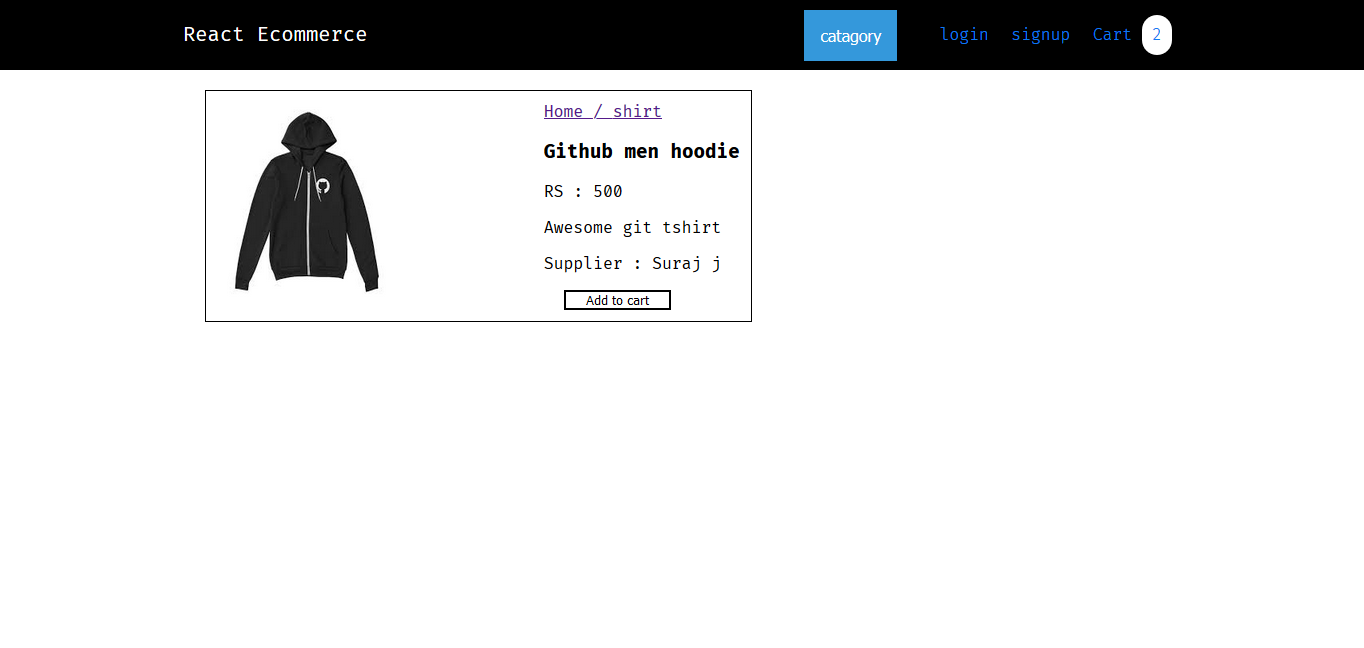 React Ecommerce
catagory
login
signup
Cart 2
Home / shirt
Github men hoodie
RS : 500
Awesome git tshirt
Supplier : Suraj j
Add to cart